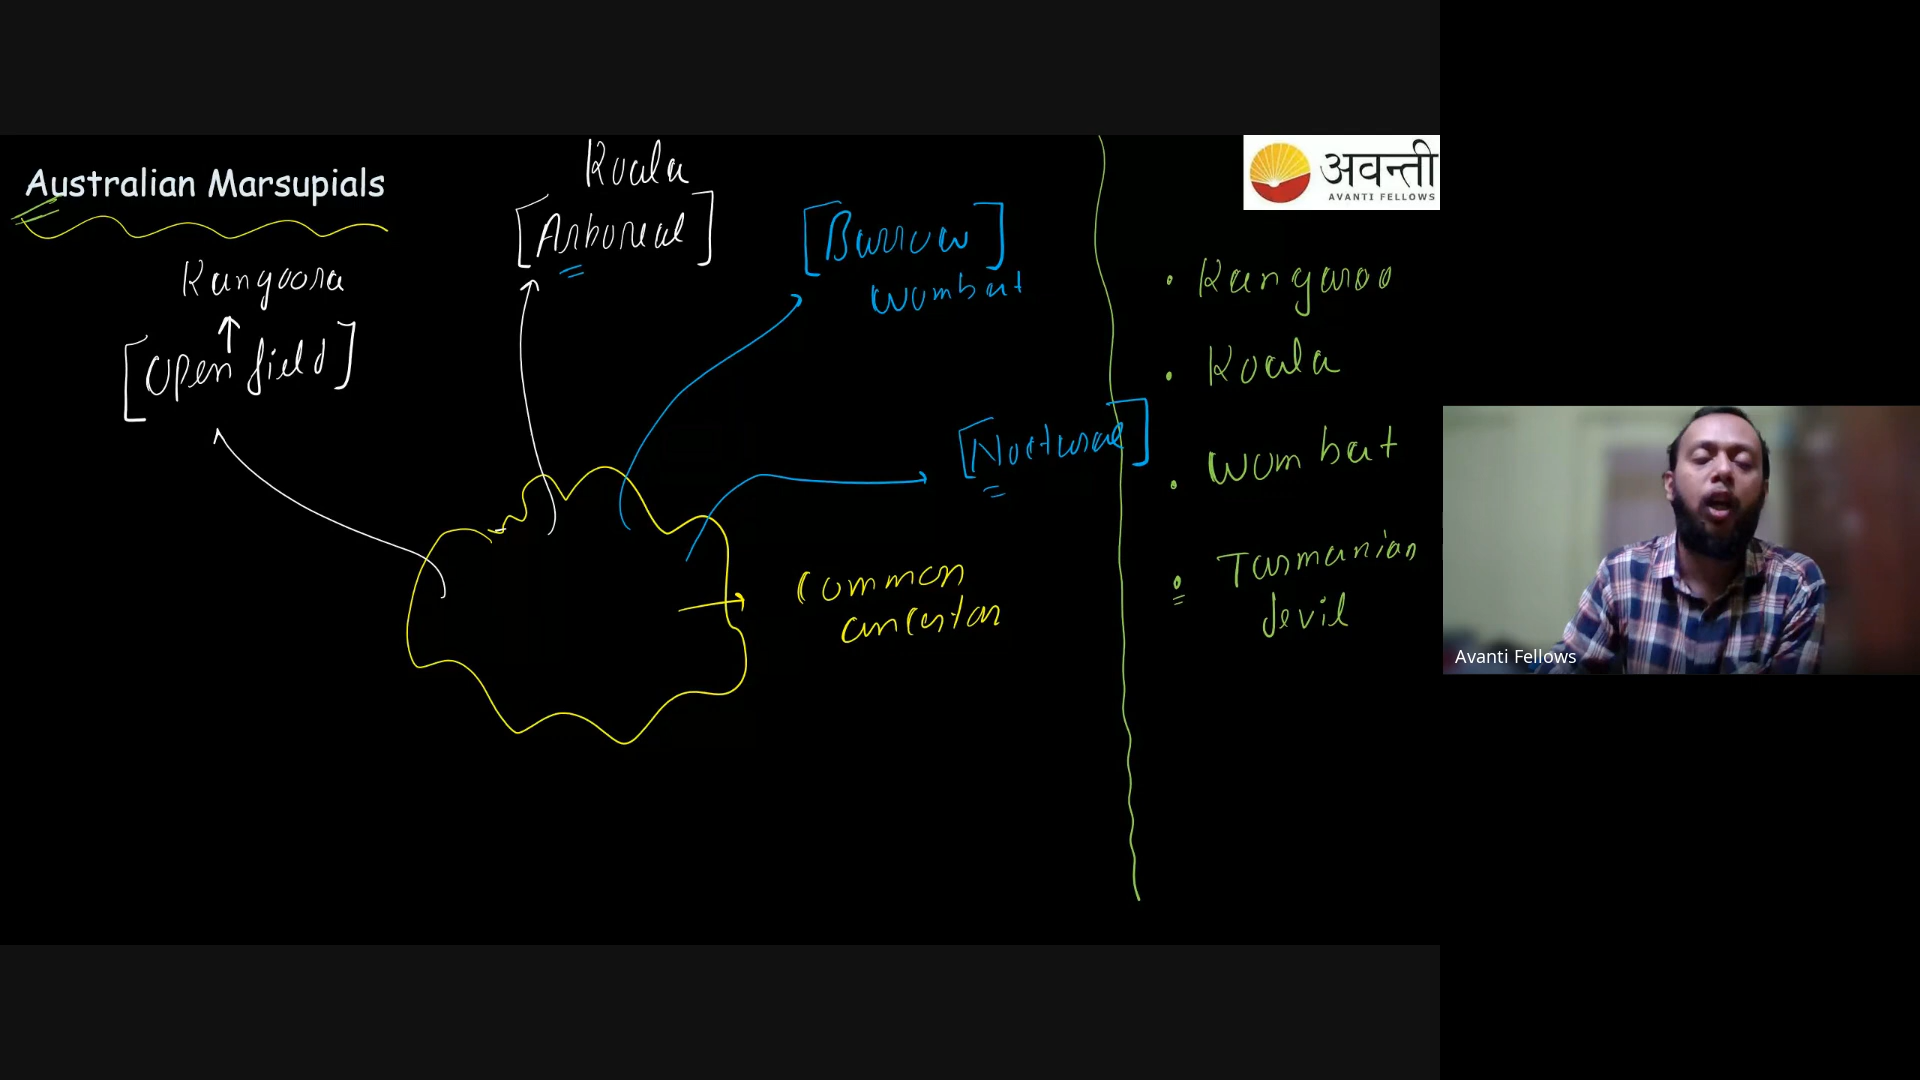 Australian Marsupials
Koala
[Arboreal]
[Burrow]
Wombat
Kangoora
[Open field]
[Nocturnal]
Common
ancestor
अवन्ती
AVANTI FELLOWS
• Kangaroo
• Koala
• Wombat
• Tasmanian
devil
Avanti Fellows